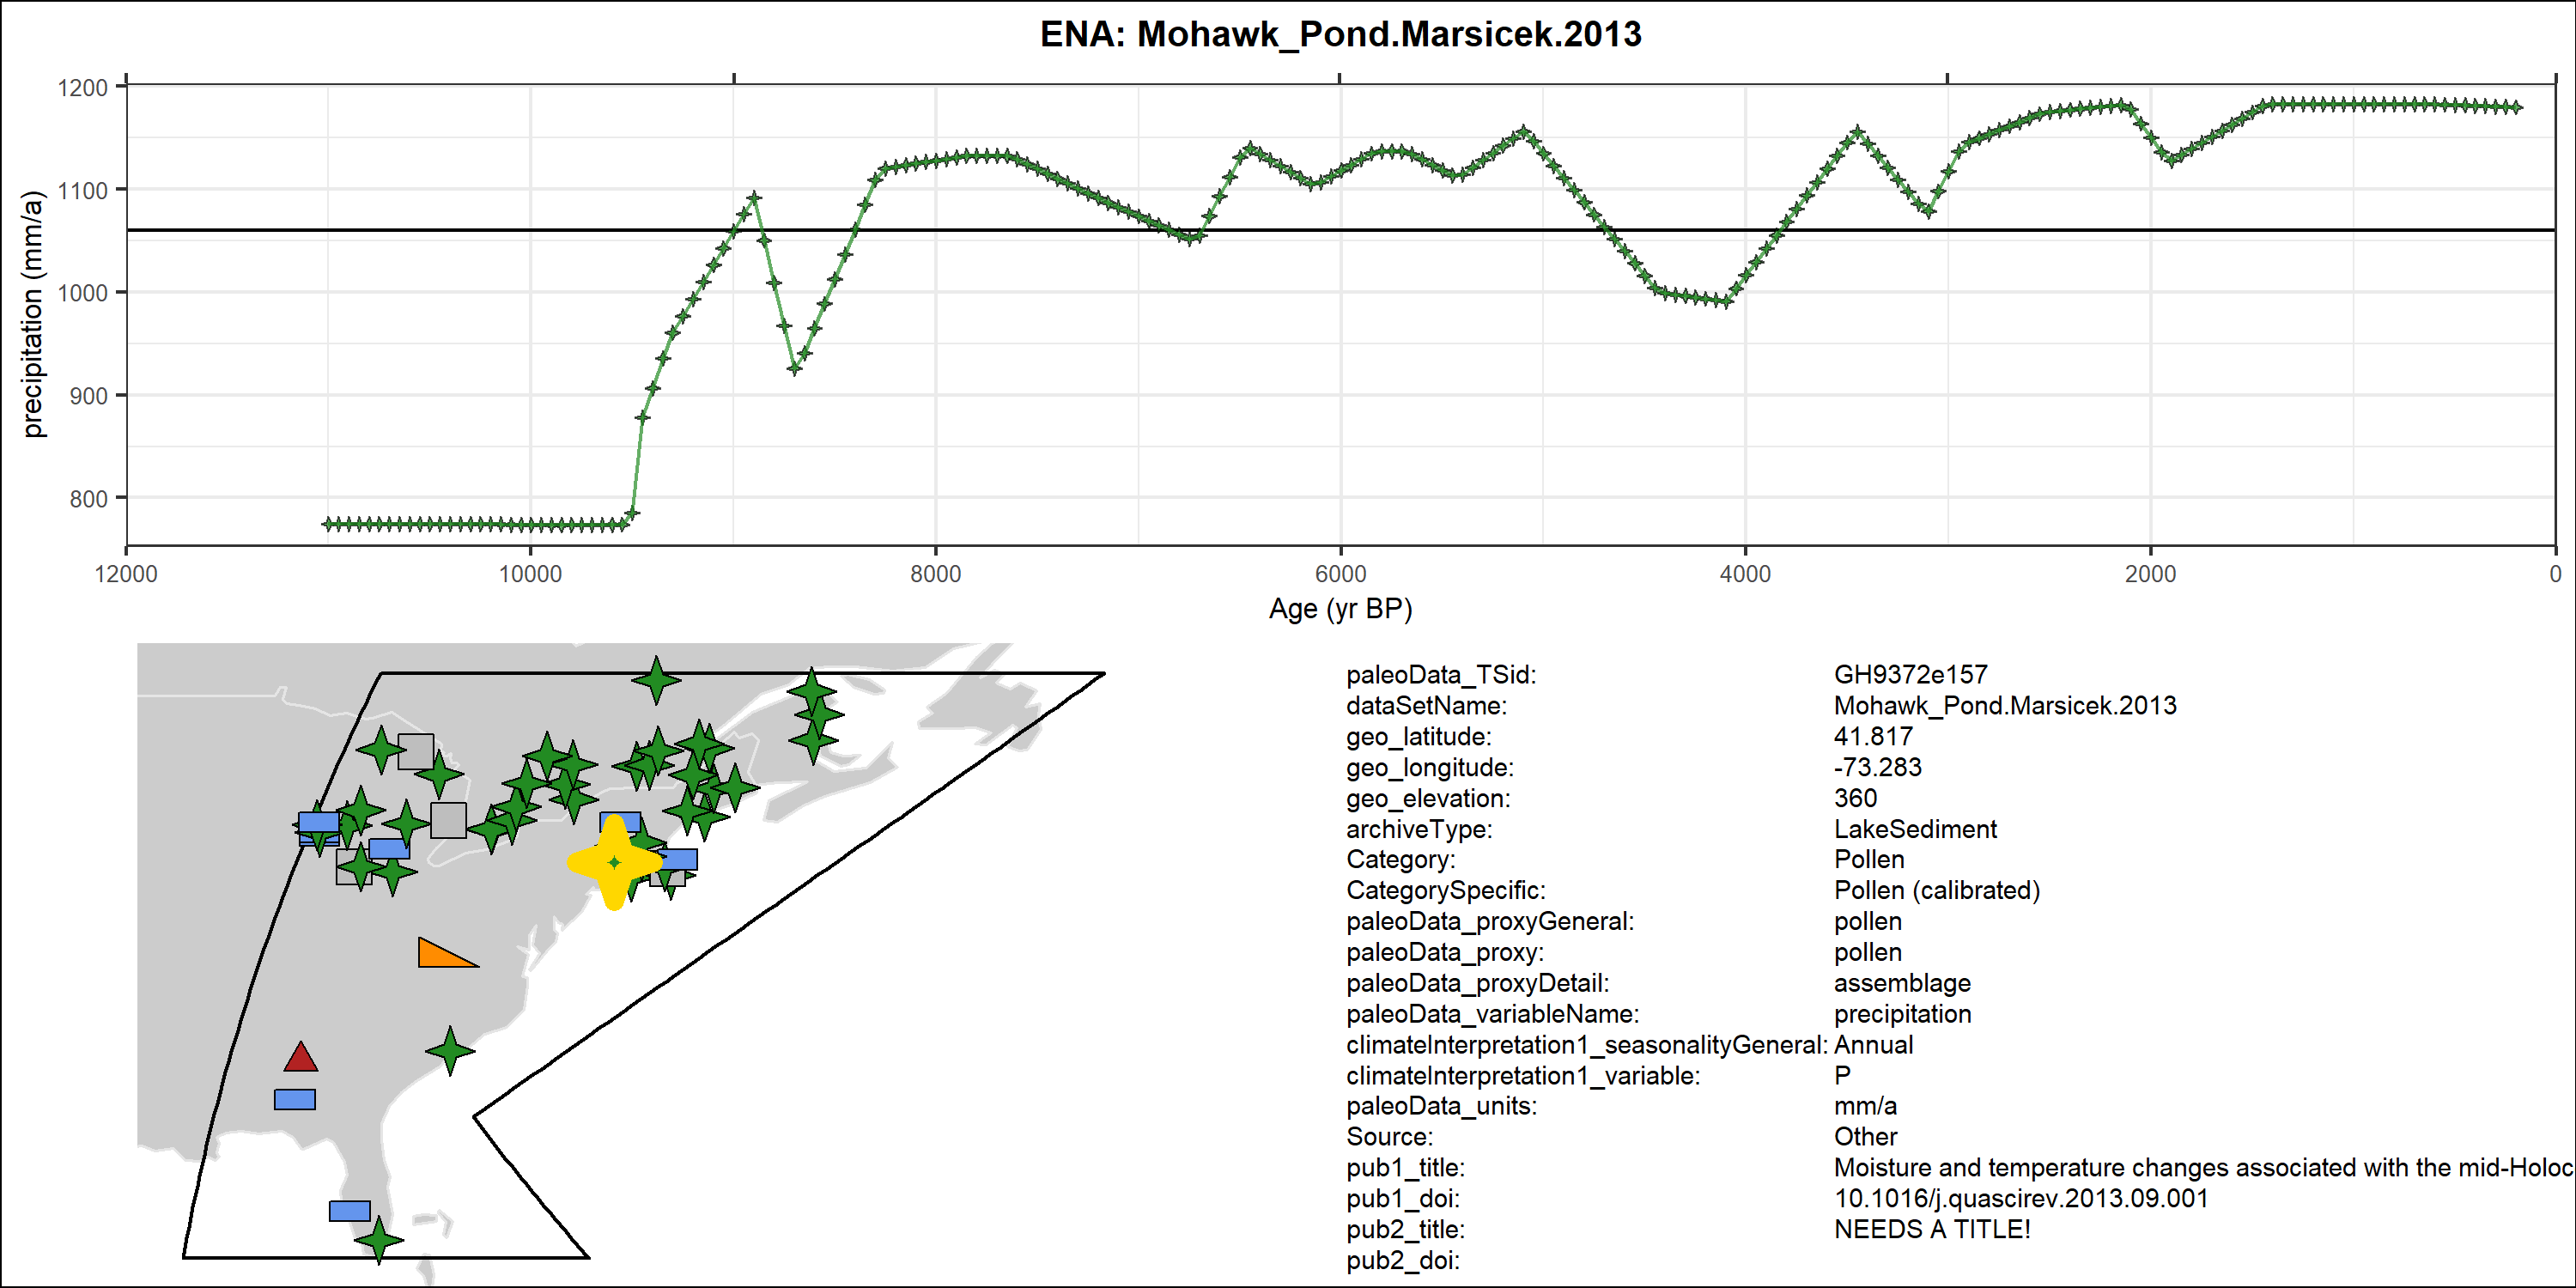 ENA: Mohawk_Pond.Marsicek.2013
precipitation (mm/a)
1200
1100
1000
900
800
12000 10000 8000 6000 4000 2000 0
Age (yr BP)
paleoData_TSid: GH9372e157
dataSetName: Mohawk_Pond.Marsicek.2013
geo_latitude: 41.817
geo_longitude: -73.283
geo_elevation: 360
archiveType: LakeSediment
Category: Pollen
CategorySpecific: Pollen (calibrated)
paleoData_proxyGeneral: pollen
paleoData_proxy: pollen
paleoData_proxyDetail: assemblage
paleoData_variableName: precipitation
climateInterpretation1_seasonalityGeneral: Annual
climateInterpretation1_variable: P
paleoData_units: mm/a
Source: Other
pub1_title: Moisture and temperature changes associated with the mid-Holoc
pub1_doi: 10.1016/j.quascirev.2013.09.001
pub2_title: NEEDS A TITLE!
pub2_doi: